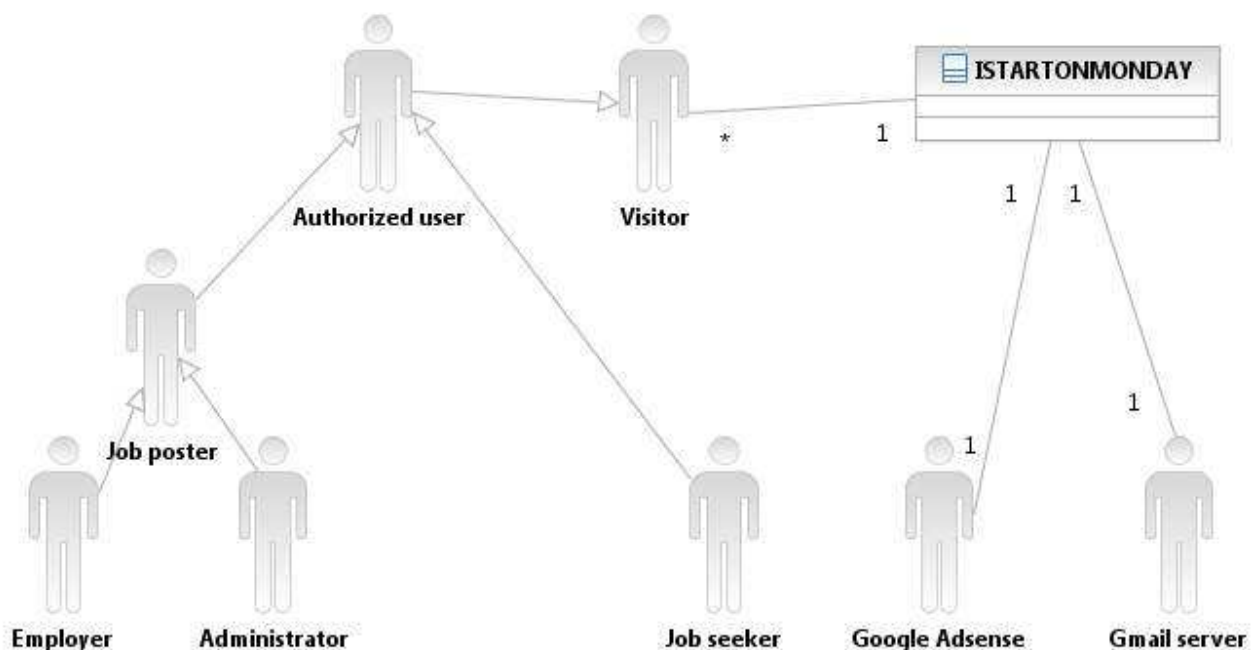 ISTARTONMONDAY
* 1
1 1
Authorized user Visitor
1
1
Job poster
Employer Administrator Job seeker Google Adsense Gmail server